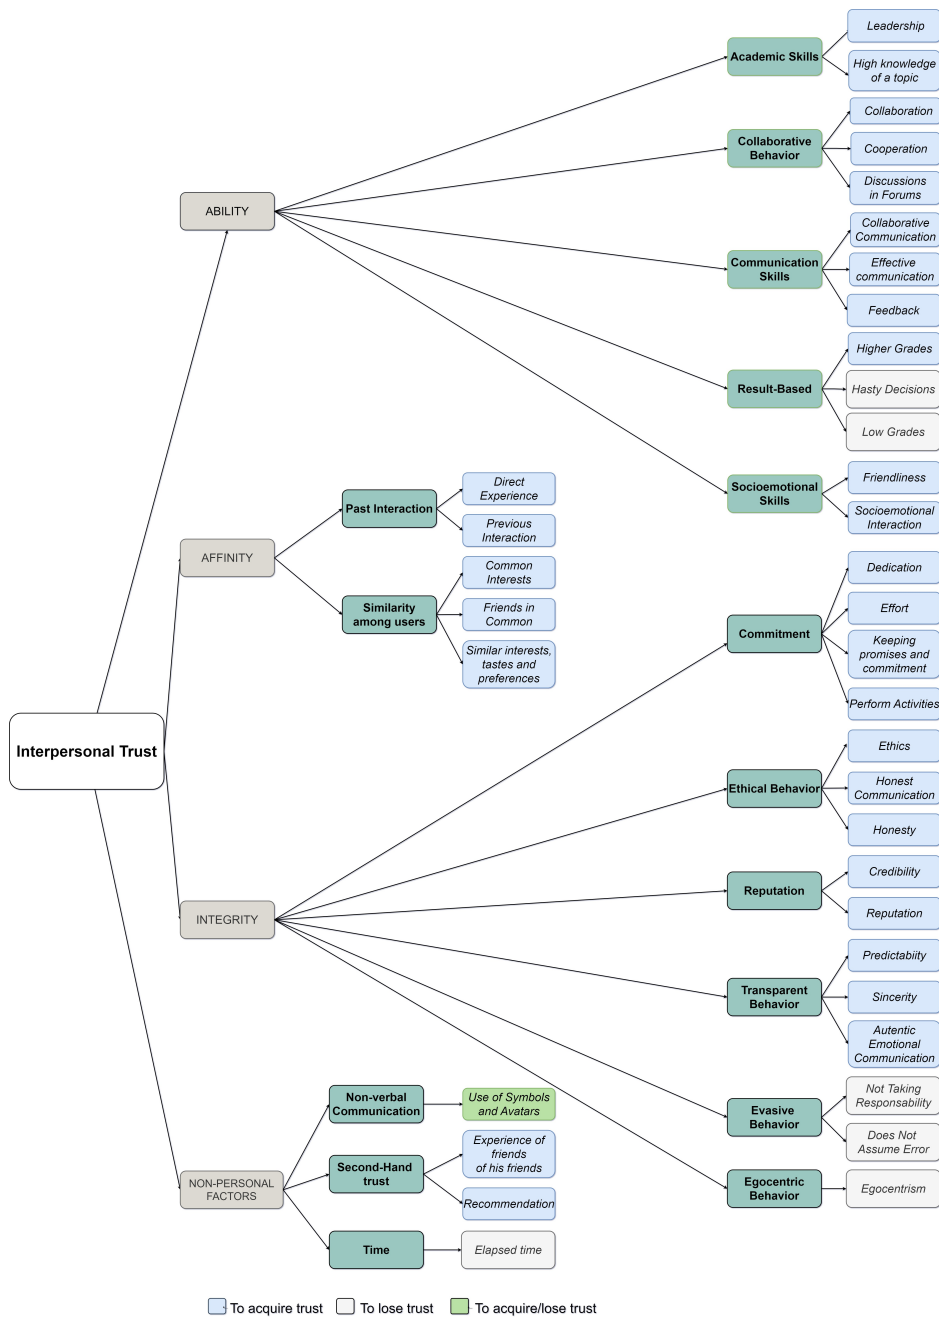 Interpersonal Trust
ABILITY
Academic Skills
Leadership
High knowledge
of a topic
Collaborative
Behavior
Collaboration
Cooperation
Discussions
in Forums
Communication
Skills
Collaborative
Communication
Effective
communication
Feedback
Result-Based
Higher Grades
Hasty Decisions
Low Grades
Socioemotional
Skills
Friendliness
Socioemotional
Interaction
AFFINITY
Past Interaction
Direct
Experience
Previous
Interaction
Similarity
among users
Common
Interests
Friends in
Common
Similar interests,
tastes and
preferences
INTEGRITY
Commitment
Dedication
Effort
Keeping
promises and
commitment
Perform Activities
Ethical Behavior
Ethics
Honest
Communication
Honesty
Reputation
Credibility
Reputation
Transparent
Behavior
Predictabiity
Sincerity
Autentic
Emotional
Communication
Evasive
Behavior
Not Taking
Responsability
Does Not
Assume Error
Egocentric
Behavior
Egocentrism
NON-PERSONAL
FACTORS
Non-verbal
Communication
Use of Symbols
and Avatars
Second-Hand
trust
Experience of
friends
of his friends
Recommendation
Time
Elapsed time
To acquire trust
To lose trust
To acquire/lose trust